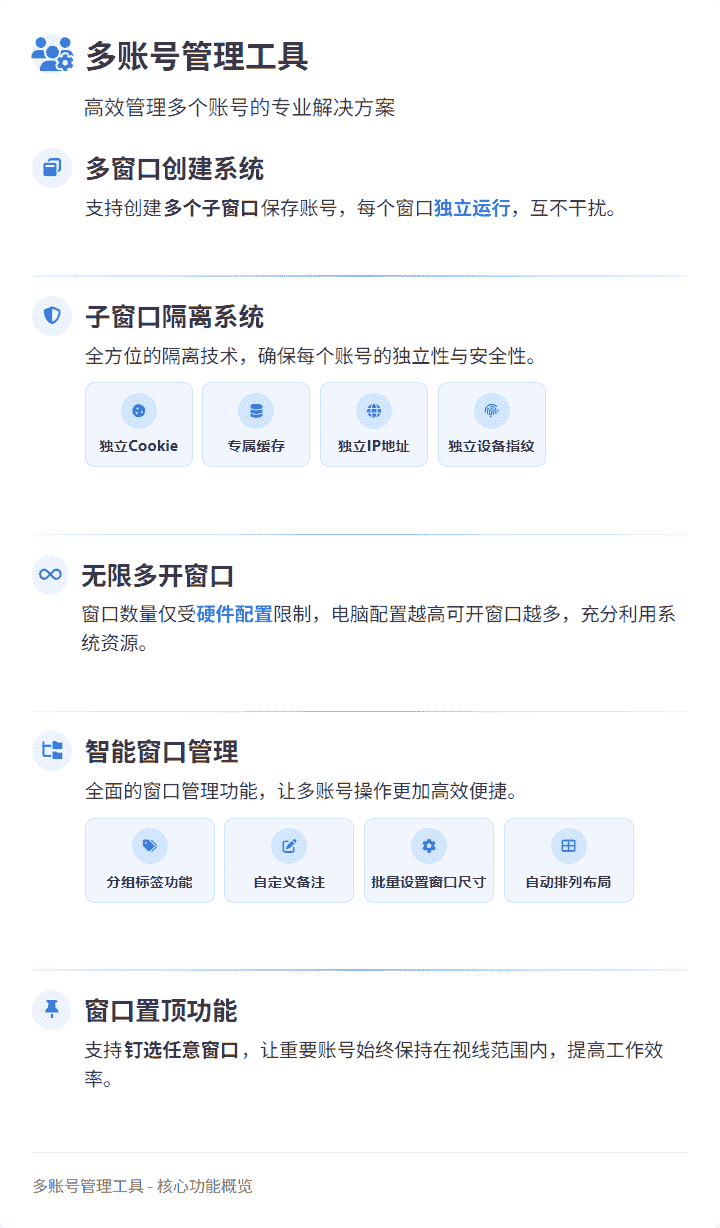 多账号管理工具
高效管理多个账号的专业解决方案
多窗口创建系统
支持创建多个子窗口保存账号，每个窗口独立运行，互不干扰。
子窗口隔离系统
全方位的隔离技术，确保每个账号的独立性与安全性。
独立Cookie
专属缓存
独立IP地址
独立设备指纹
无限多开窗口
窗口数量仅受硬件配置限制，电脑配置越高可开窗口越多，充分利用系
统资源。
智能窗口管理
全面的窗口管理功能，让多账号操作更加高效便捷。
分组标签功能
自定义备注
批量设置窗口尺寸
自动排列布局
窗口置顶功能
支持钉选任意窗口，让重要账号始终保持在视线范围内，提高工作效
率。
多账号管理工具 - 核心功能概览